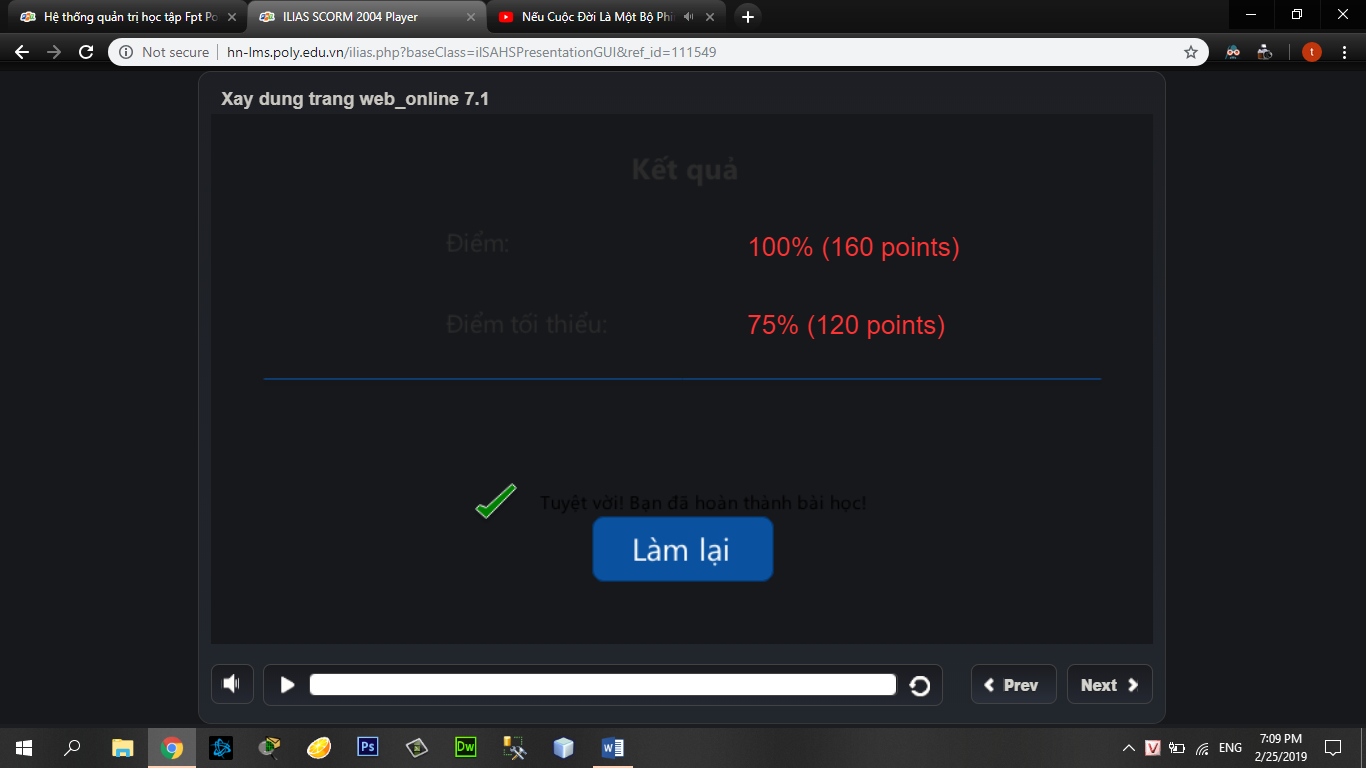 Hệ thống quản trị học tập Fpt Po
ILIAS SCORM 2004 Player
Nếu Cuộc Đời Là Một Bộ Phi
Not secure
hn-lms.poly.edu.vn/ilias.php?baseClass=ilSAHSPresentationGUI&ref_id=111549
t
Xay dung trang web_online 7.1
Kết quả
Điểm:
100% (160 points)
Điểm tối thiểu:
75% (120 points)
Tuyệt vời! Bạn đã hoàn thành bài học!
Làm lại
Prev
Next
Ps
Dw
V
ENG
7:09 PM
2/25/2019